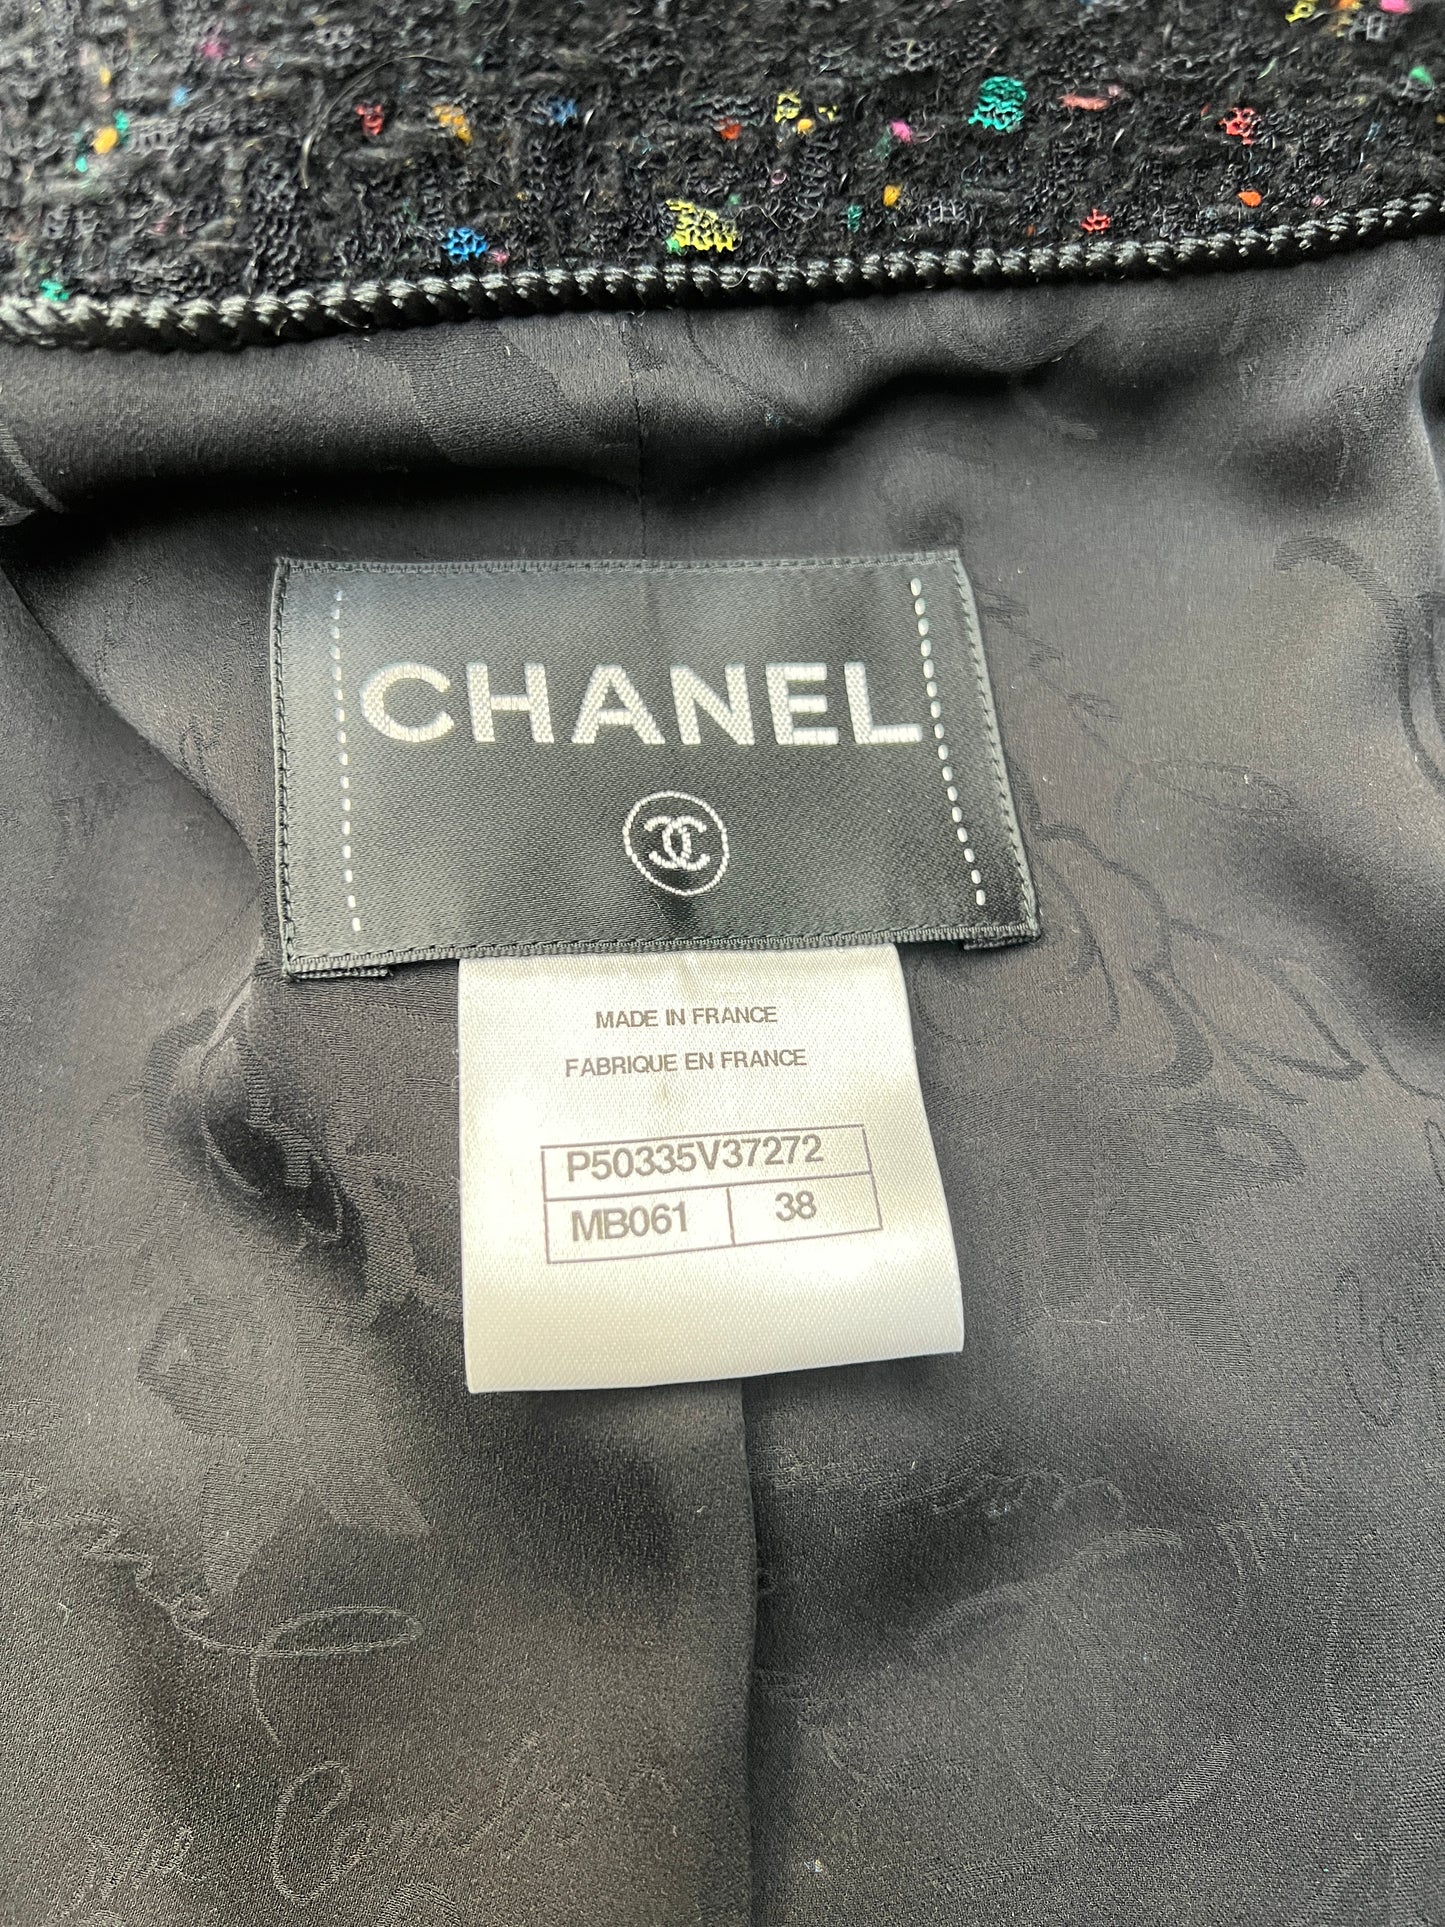 CHANEL
MADE IN FRANCE
FABRIQUE EN FRANCE
P50335V37272
MB061 38